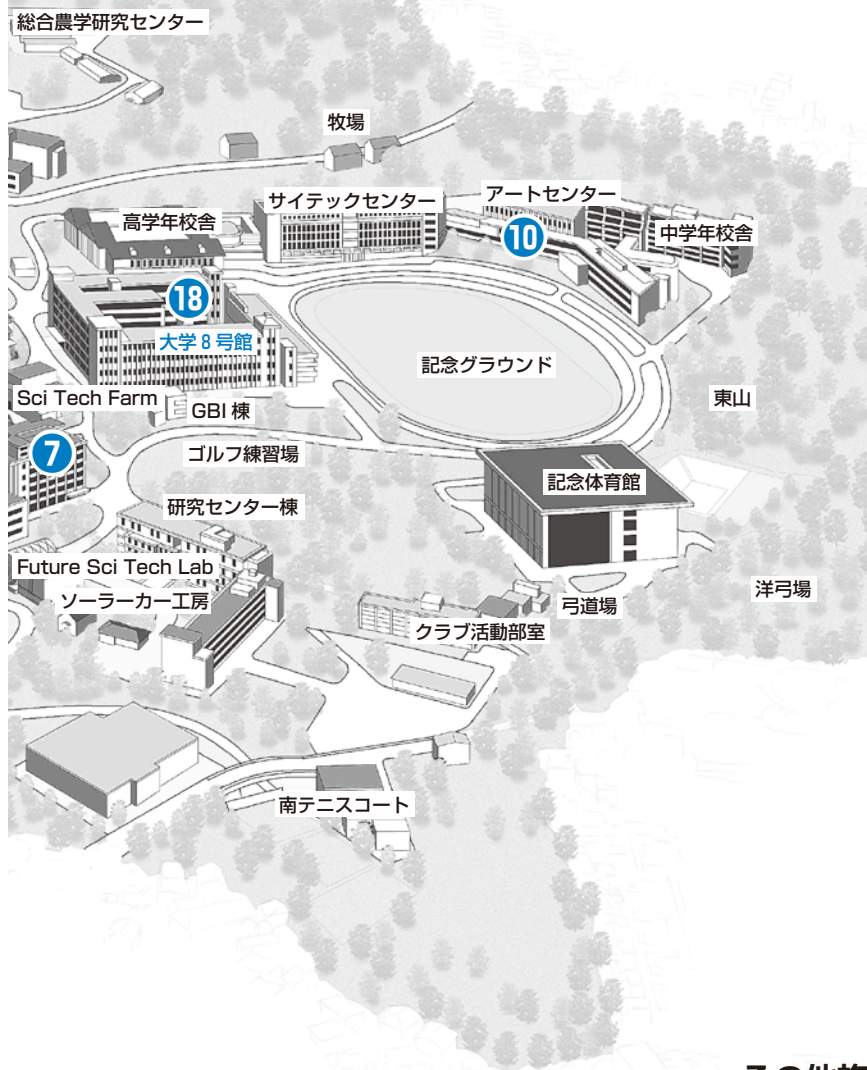 総合農学研究センター
牧場
サイテックセンター
アートセンター
高学年校舎
10
中学年校舎
18
大学8号館
記念グラウンド
Sci Tech Farm
GBI棟
東山
7
ゴルフ練習場
記念体育館
研究センター棟
Future Sci Tech Lab
洋弓場
ソーラーカー工房
弓道場
クラブ活動部室
南テニスコート